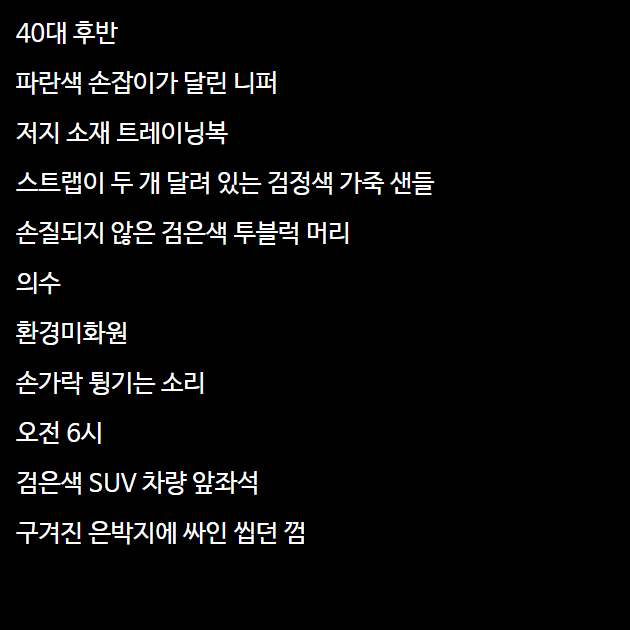 40대 후반
파란색 손잡이가 달린 니퍼
저지 소재 트레이닝복
스트랩이 두 개 달려 있는 검정색 가죽 샌들
손질되지 않은 검은색 투블럭 머리
의수
환경미화원
손가락 튕기는 소리
오전 6시
검은색 SUV 차량 앞좌석
구겨진 은박지에 싸인 씹던 껌